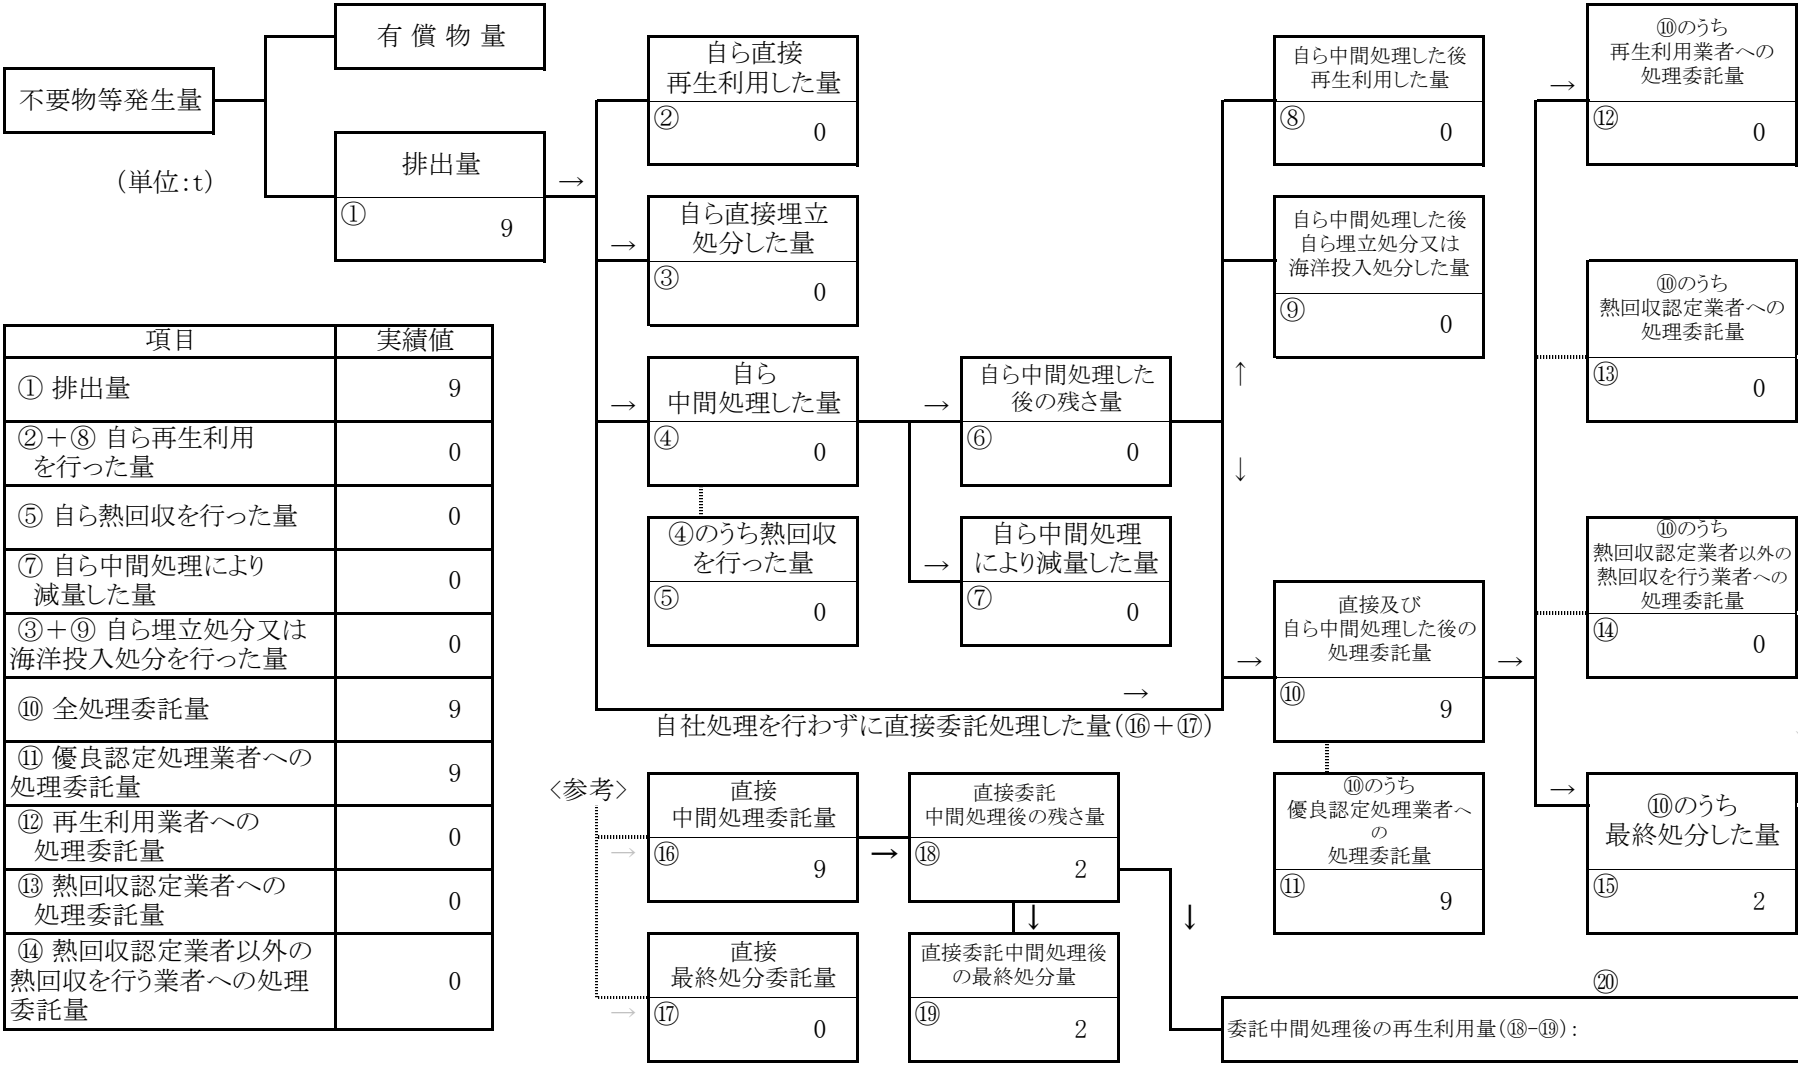 有 償 物 量
不要物等発生量
(単位:t)
排出量
①
9
→
自ら直接
再生利用した量
②
0
→
自ら直接埋立
処分した量
③
0
→
自ら
中間処理した量
④
0
④のうち熱回収
を行った量
⑤
0
→
自ら中間処理した
後の残さ量
⑥
0
→
自ら中間処理
により減量した量
⑦
0
自ら中間処理した後
再生利用した量
⑧
0
自ら中間処理した後
自ら埋立処分又は
海洋投入処分した量
⑨
0
↑
↓
→
直接及び
自ら中間処理した後の
処理委託量
⑩
9
→
⑩のうち
優良認定処理業者へ
の
処理委託量
⑪
9
→
⑩のうち
再生利用業者への
処理委託量
⑫
0
⑩のうち
熱回収認定業者への
処理委託量
⑬
0
⑩のうち
熱回収認定業者以外の
熱回収を行う業者への
処理委託量
⑭
0
→
⑩のうち
最終処分した量
⑮
2
→
自社処理を行わずに直接委託処理した量(⑯+⑰)
〈参考〉
→
直接
中間処理委託量
⑯
9
→
直接委託
中間処理後の残さ量
⑱
2
↓
↓
→
直接
最終処分委託量
⑰
0
直接委託中間処理後
の最終処分量
⑲
2
⑳
委託中間処理後の再生利用量(⑱-⑲):
項目 実績値
① 排出量 9
②+⑧ 自ら再生利用
を行った量 0
⑤ 自ら熱回収を行った量 0
⑦ 自ら中間処理により
減量した量 0
③+⑨ 自ら埋立処分又は
海洋投入処分を行った量 0
⑩ 全処理委託量 9
⑪ 優良認定処理業者への
処理委託量 9
⑫ 再生利用業者への
処理委託量 0
⑬ 熱回収認定業者への
処理委託量 0
⑭ 熱回収認定業者以外の
熱回収を行う業者への処理
委託量 0